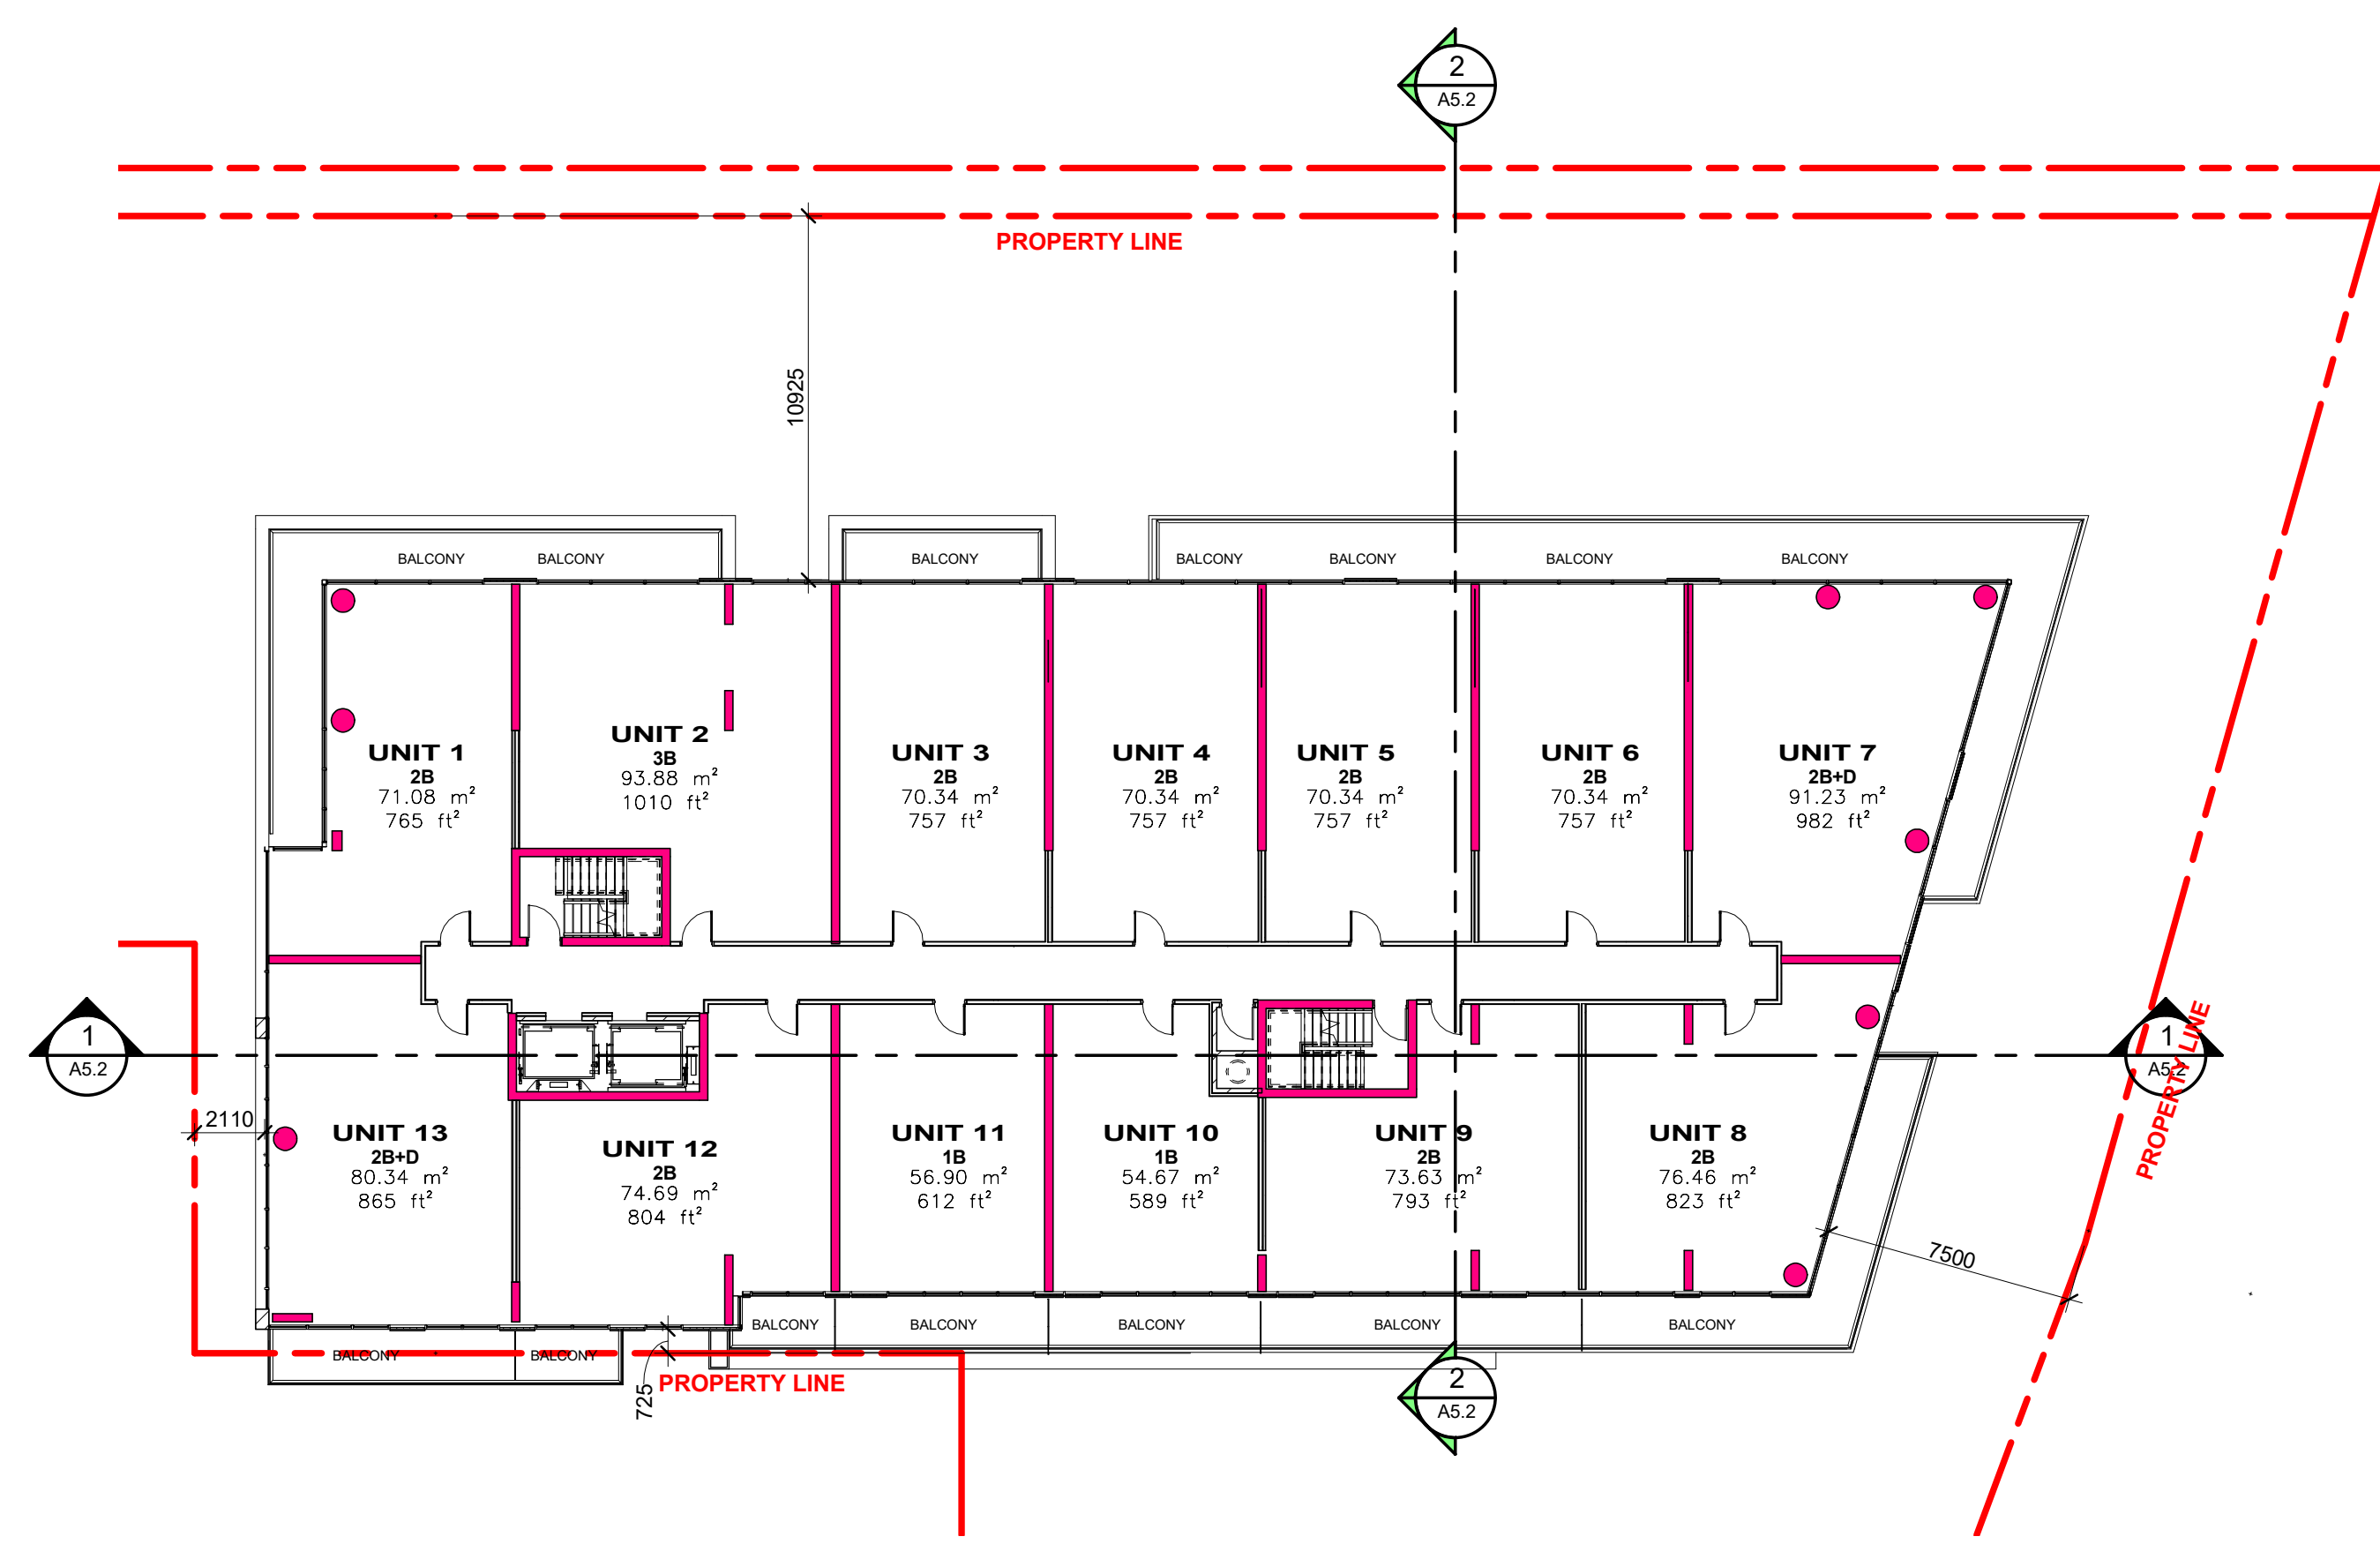 2
A5.2
PROPERTY LINE
10925
BALCONY
BALCONY
BALCONY
BALCONY
BALCONY
BALCONY
BALCONY
UNIT 1
2B
71.08 m²
765 ft²
UNIT 2
3B
93.88 m²
1010 ft²
UNIT 3
2B
70.34 m²
757 ft²
UNIT 4
2B
70.34 m²
757 ft²
UNIT 5
2B
70.34 m²
757 ft²
UNIT 6
2B
70.34 m²
757 ft²
UNIT 7
2B+D
91.23 m²
982 ft²
1
A5.2
1
A5.2
PROPERTY LINE
2110
UNIT 13
2B+D
80.34 m²
865 ft²
UNIT 12
2B
74.69 m²
804 ft²
UNIT 11
1B
56.90 m²
612 ft²
UNIT 10
1B
54.67 m²
589 ft²
UNIT 9
2B
73.63 m²
793 ft²
UNIT 8
2B
76.46 m²
823 ft²
7500
BALCONY
BALCONY
BALCONY
BALCONY
BALCONY
BALCONY
BALCONY
725
PROPERTY LINE
2
A5.2